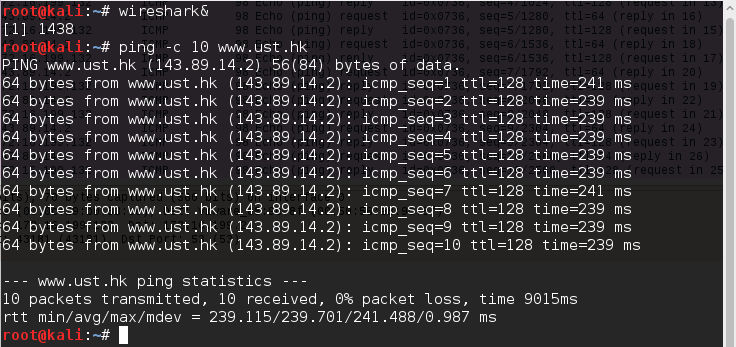 root@kali:~# wireshark&
[1] 1438
root@kali:~# ping -c 10 www.ust.hk
PING www.ust.hk (143.89.14.2) 56(84) bytes of data.
64 bytes from www.ust.hk (143.89.14.2): icmp_seq=1 ttl=128 time=241 ms
64 bytes from www.ust.hk (143.89.14.2): icmp_seq=2 ttl=128 time=239 ms
64 bytes from www.ust.hk (143.89.14.2): icmp_seq=3 ttl=128 time=239 ms
64 bytes from www.ust.hk (143.89.14.2): icmp_seq=4 ttl=128 time=239 ms
64 bytes from www.ust.hk (143.89.14.2): icmp_seq=5 ttl=128 time=239 ms
64 bytes from www.ust.hk (143.89.14.2): icmp_seq=6 ttl=128 time=239 ms
64 bytes from www.ust.hk (143.89.14.2): icmp_seq=7 ttl=128 time=241 ms
64 bytes from www.ust.hk (143.89.14.2): icmp_seq=8 ttl=128 time=239 ms
64 bytes from www.ust.hk (143.89.14.2): icmp_seq=9 ttl=128 time=239 ms
64 bytes from www.ust.hk (143.89.14.2): icmp_seq=10 ttl=128 time=239 ms
--- www.ust.hk ping statistics ---
10 packets transmitted, 10 received, 0% packet loss, time 9015ms
rtt min/avg/max/mdev = 239.115/239.701/241.488/0.987 ms
root@kali:~#